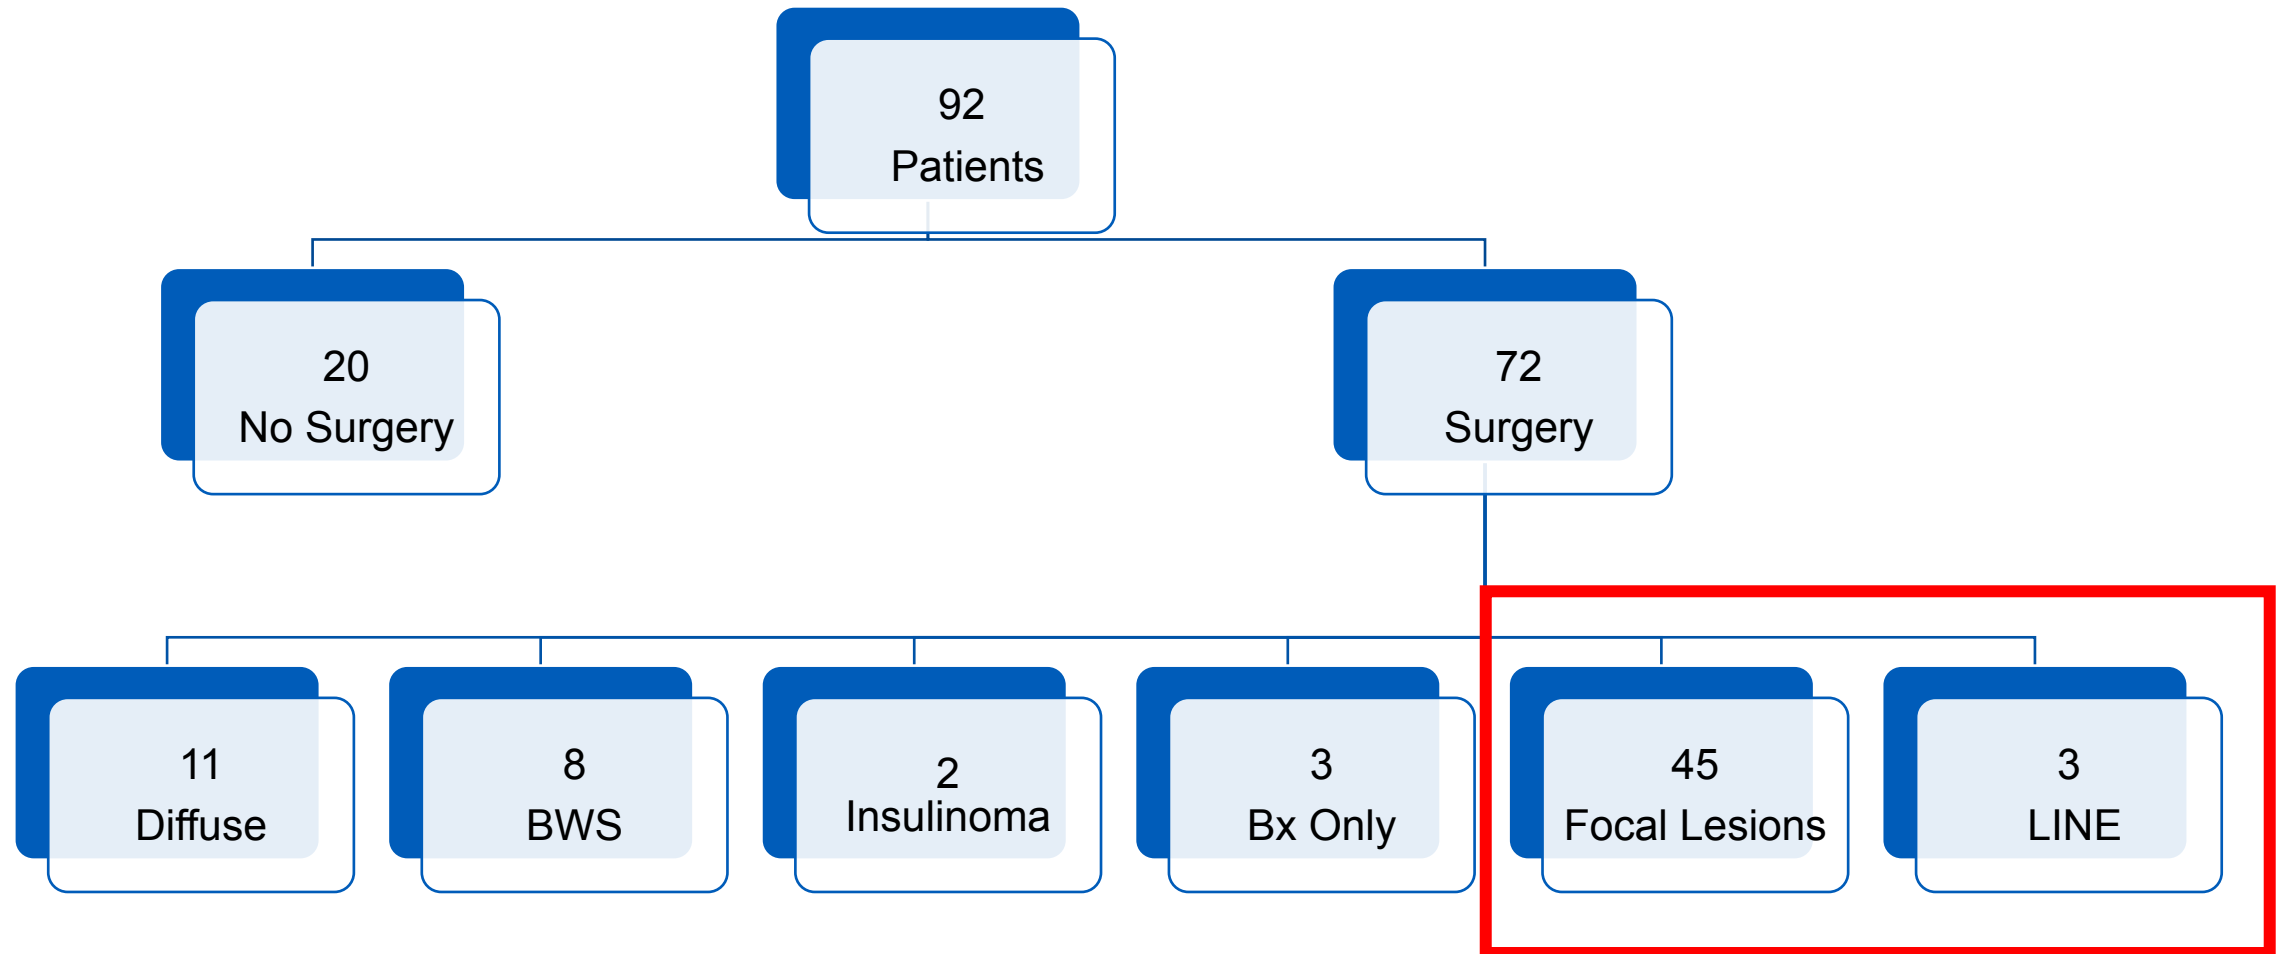 92
Patients
20
No Surgery
72
Surgery
11
Diffuse
8
BWS
2
Insulinoma
3
Bx Only
45
Focal Lesions
3
LINE